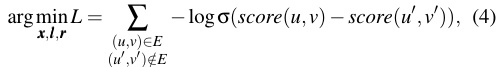 arg min L = ∑ − log σ(score(u, v) − score(u′, v′)), (4)
x,l,r
(u,v)∈E
(u′,v′)∉E